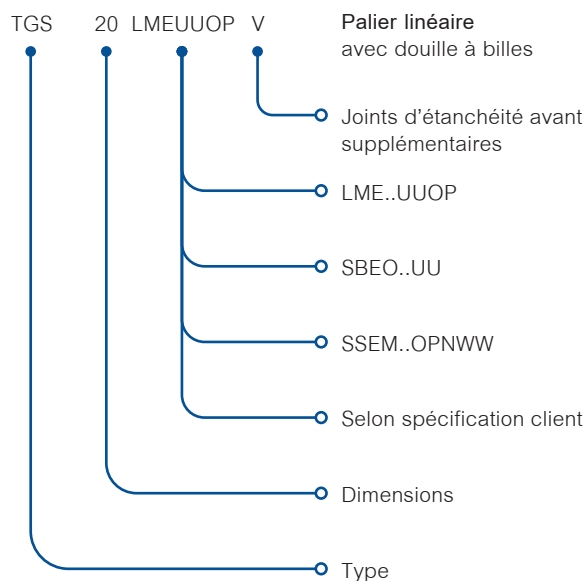 TGS 20 LMEUUOP V
Palier linéaire
avec douille à billes
Joints d'étanchéité avant
supplémentaires
LME..UUOP
SBEO..UU
SSEM..OPNWW
Selon spécification client
Dimensions
Type